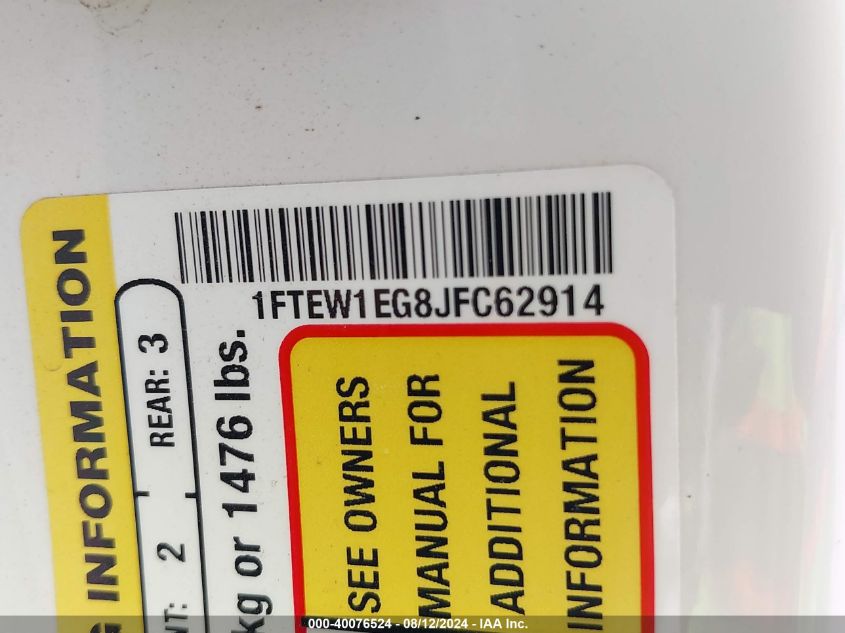 G INFORMATION
NT: 2 REAR: 3
kg or 1476 lbs.
1FTEW1EG8JFC62914
SEE OWNERS
MANUAL FOR
ADDITIONAL
INFORMATION
000-40076524 - 08/12/2024 - IAA Inc.